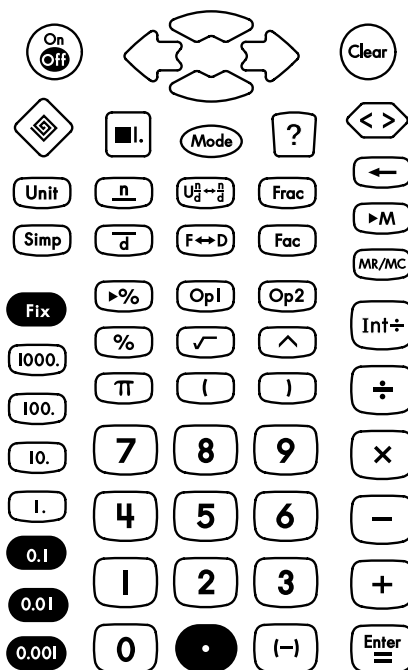 On
Off
Clear
■I.
Mode
?
< >
Unit
n
Un/d↔n/d
Frac
←
Simp
d
F↔D
Fac
▸M
MR/MC
▸%
Op1
Op2
Fix
Int÷
%
√
^
1000.
π
(
)
÷
100.
7
8
9
×
10.
1.
4
5
6
−
0.1
1
2
3
+
0.01
0
.
(−)
Enter
=
0.001